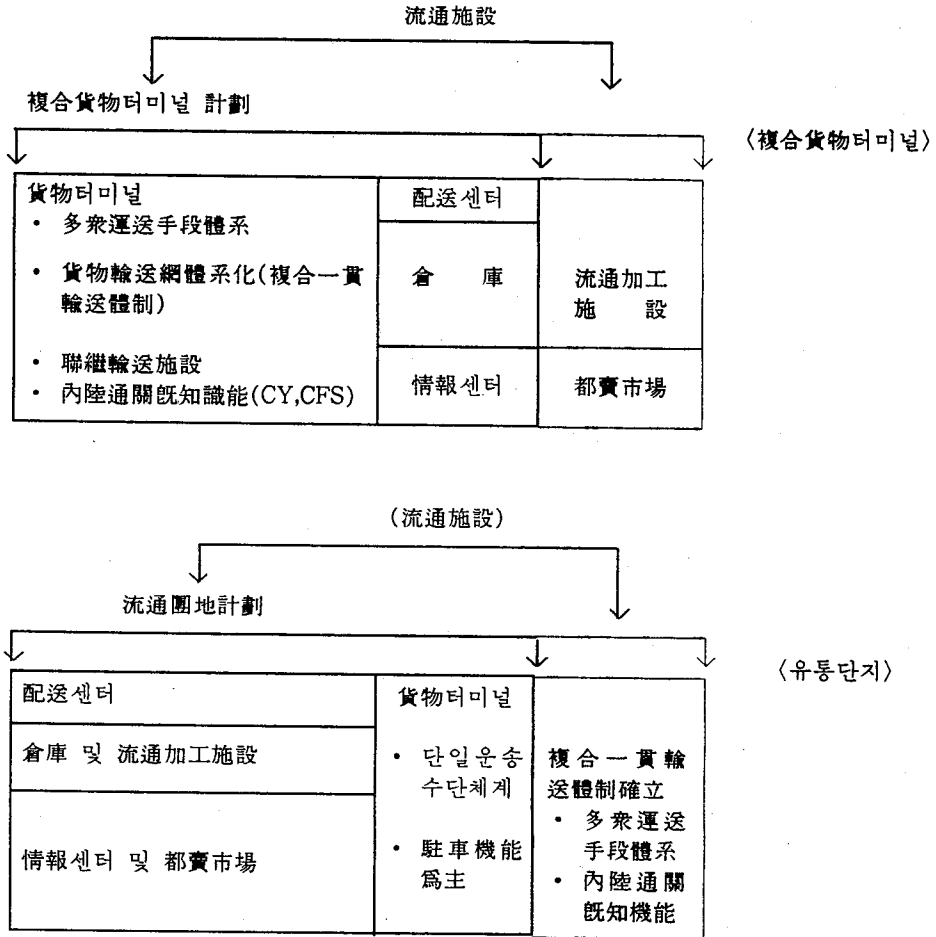 流通施設
複合貨物터미널 計劃
〈複合貨物터미널〉
貨物터미널
• 多衆運送手段體系
• 貨物輸送網體系化(複合一貫
輸送體制)
• 聯繼輸送施設
• 內陸通關旣知識能(CY,CFS)
配送센터
倉 庫
情報센터
流通加工
施 設
都賣市場
(流通施設)
流通團地計劃
〈유통단지〉
配送센터
倉庫 및 流通加工施設
情報센터 및 都賣市場
貨物터미널
• 단일운송
수단체계
• 駐車機能
爲主
複合一貫輸
送體制確立
• 多衆運送
手段體系
• 內陸通關
旣知機能